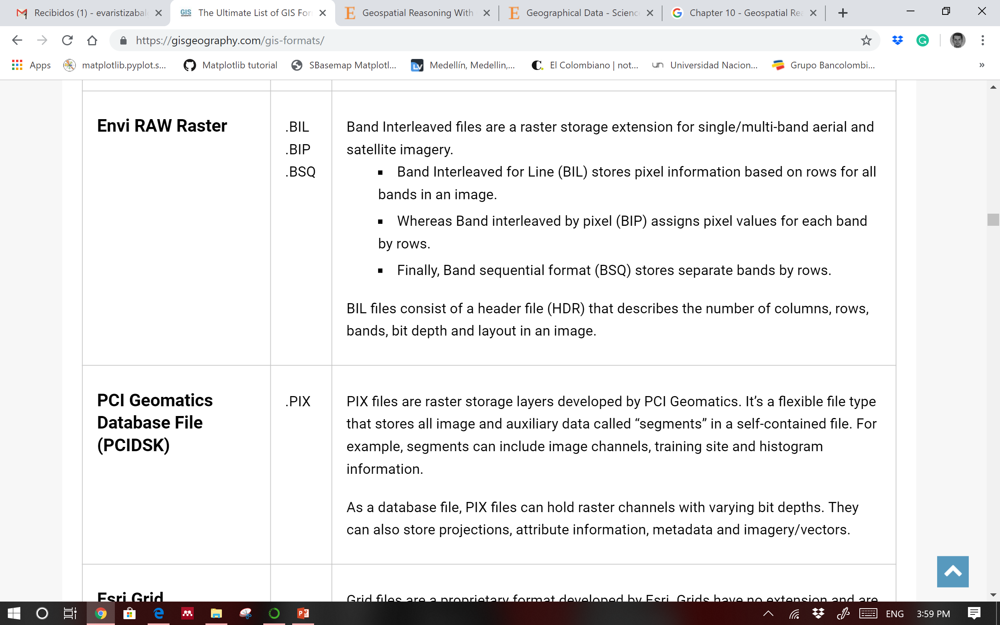 Recibidos (1) - evaristizabal
The Ultimate List of GIS For
Geospatial Reasoning With
Geographical Data - Science
Chapter 10 - Geospatial Rea
https://gisgeography.com/gis-formats/
Apps
matplotlib.pyplot.s...
Matplotlib tutorial
SBasemap Matplotl...
Medellín, Medellin,...
El Colombiano | not...
Universidad Nacion...
Grupo Bancolombi...
»
Envi RAW Raster
.BIL
.BIP
.BSQ
Band Interleaved files are a raster storage extension for single/multi-band aerial and
satellite imagery.
▪ Band Interleaved for Line (BIL) stores pixel information based on rows for all
bands in an image.
▪ Whereas Band interleaved by pixel (BIP) assigns pixel values for each band
by rows.
▪ Finally, Band sequential format (BSQ) stores separate bands by rows.
BIL files consist of a header file (HDR) that describes the number of columns, rows,
bands, bit depth and layout in an image.
PCI Geomatics
Database File
(PCIDSK)
.PIX
PIX files are raster storage layers developed by PCI Geomatics. It’s a flexible file type
that stores all image and auxiliary data called “segments” in a self-contained file. For
example, segments can include image channels, training site and histogram
information.
As a database file, PIX files can hold raster channels with varying bit depths. They
can also store projections, attribute information, metadata and imagery/vectors.
Esri Grid
Grid files are a proprietary format developed by Esri. Grids have no extension and are
ENG
3:59 PM